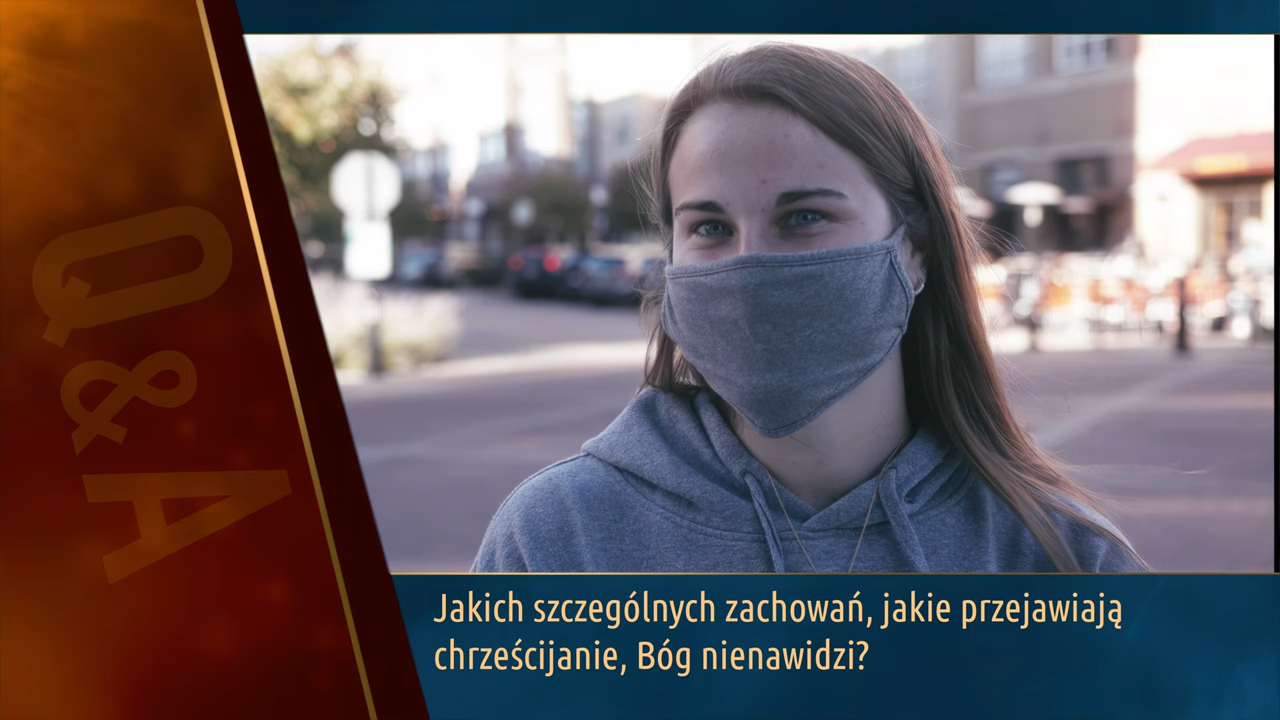 Q&A
Jakich szczególnych zachowań, jakie przejawiają
chrześcijanie, Bóg nienawidzi?